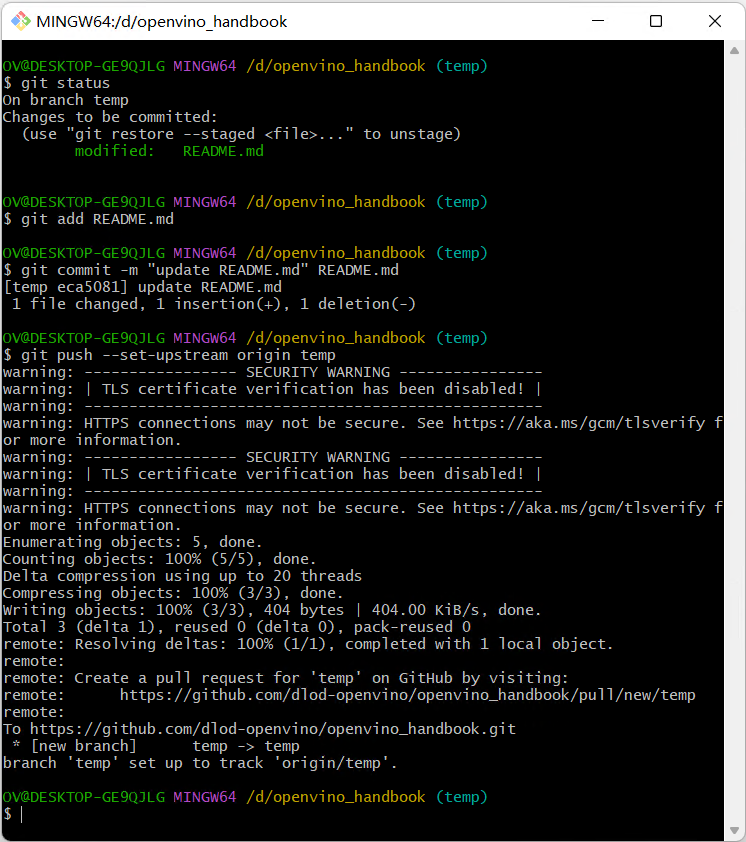 MINGW64:/d/openvino_handbook
OV@DESKTOP-GE9QJLG MINGW64 /d/openvino_handbook (temp)
$ git status
On branch temp
Changes to be committed:
  (use "git restore --staged <file>..." to unstage)
        modified:   README.md
OV@DESKTOP-GE9QJLG MINGW64 /d/openvino_handbook (temp)
$ git add README.md
OV@DESKTOP-GE9QJLG MINGW64 /d/openvino_handbook (temp)
$ git commit -m "update README.md" README.md
[temp eca5081] update README.md
 1 file changed, 1 insertion(+), 1 deletion(-)
OV@DESKTOP-GE9QJLG MINGW64 /d/openvino_handbook (temp)
$ git push --set-upstream origin temp
warning: ----------------- SECURITY WARNING ----------------
warning: | TLS certificate verification has been disabled! |
warning: ---------------------------------------------------
warning: HTTPS connections may not be secure. See https://aka.ms/gcm/tlsverify f
or more information.
warning: ----------------- SECURITY WARNING ----------------
warning: | TLS certificate verification has been disabled! |
warning: ---------------------------------------------------
warning: HTTPS connections may not be secure. See https://aka.ms/gcm/tlsverify f
or more information.
Enumerating objects: 5, done.
Counting objects: 100% (5/5), done.
Delta compression using up to 20 threads
Compressing objects: 100% (3/3), done.
Writing objects: 100% (3/3), 404 bytes | 404.00 KiB/s, done.
Total 3 (delta 1), reused 0 (delta 0), pack-reused 0
remote: Resolving deltas: 100% (1/1), completed with 1 local object.
remote:
remote: Create a pull request for 'temp' on GitHub by visiting:
remote:      https://github.com/dlod-openvino/openvino_handbook/pull/new/temp
remote:
To https://github.com/dlod-openvino/openvino_handbook.git
 * [new branch]      temp -> temp
branch 'temp' set up to track 'origin/temp'.
OV@DESKTOP-GE9QJLG MINGW64 /d/openvino_handbook (temp)
$